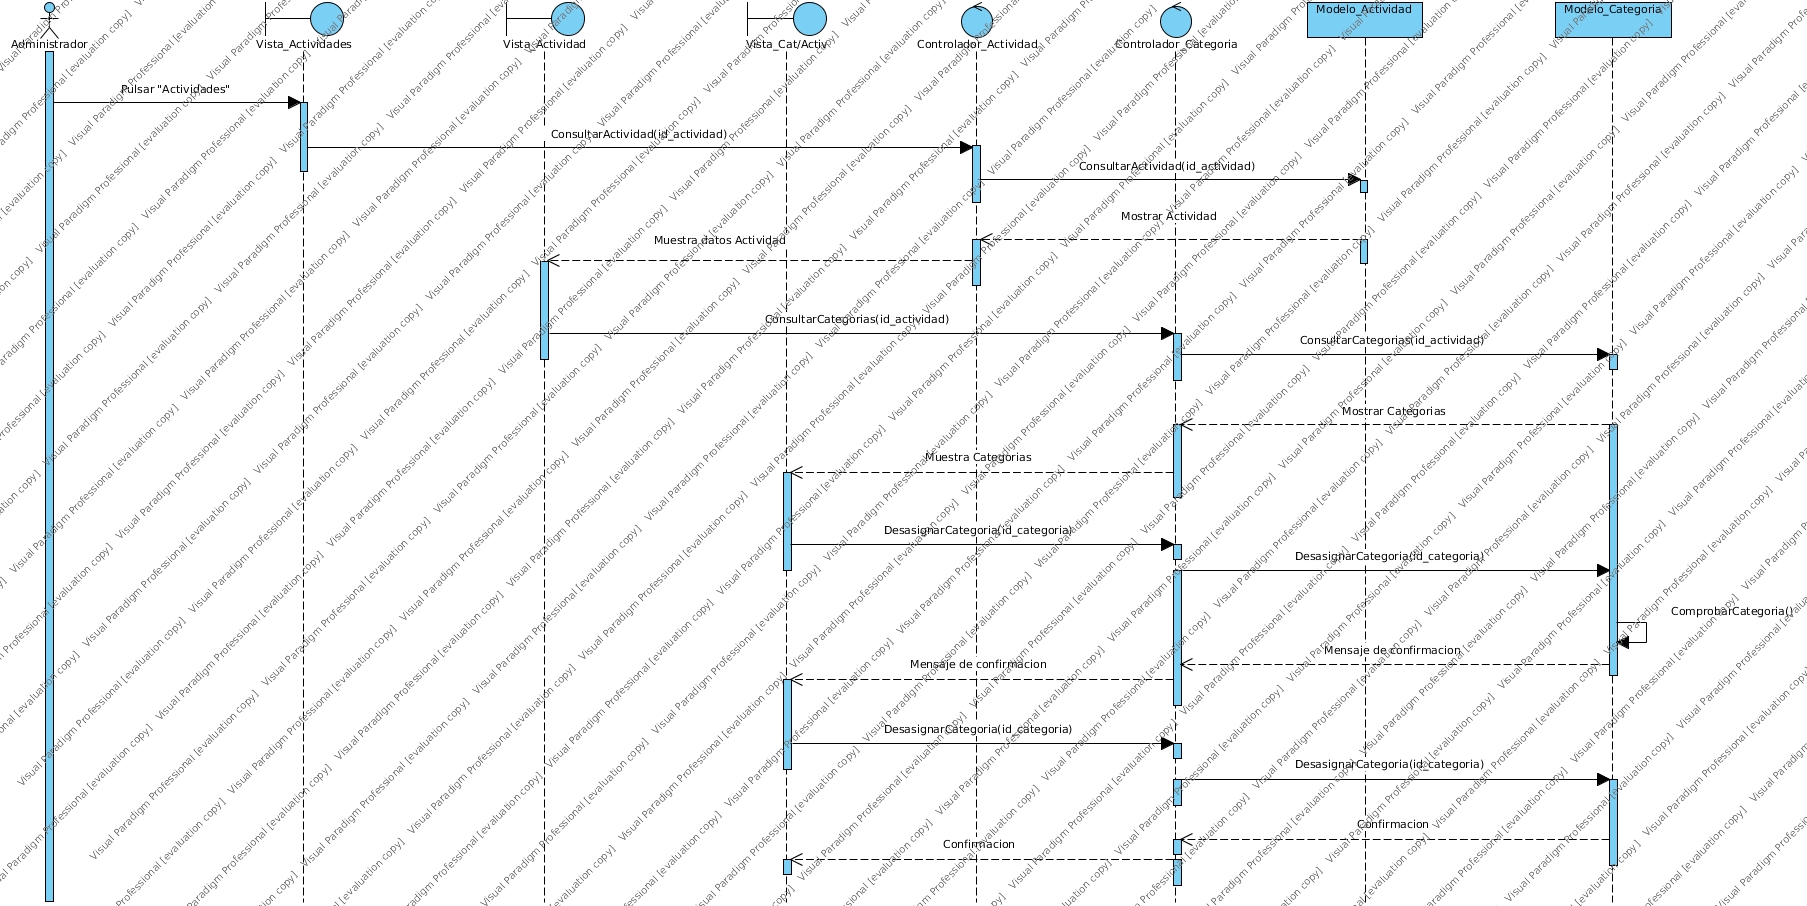 Administrador
Vista_Actividades
Vista_Actividad
Vista_Cat/Activ
Controlador_Actividad
Controlador_Categoria
Modelo_Actividad
Modelo_Categoria
Pulsar "Actividades"
ConsultarActividad(id_actividad)
ConsultarActividad(id_actividad)
Mostrar Actividad
Muestra datos Actividad
ConsultarCategorias(id_actividad)
ConsultarCategorias(id_actividad)
Mostrar Categorias
Muestra Categorias
DesasignarCategoria(id_categoria)
DesasignarCategoria(id_categoria)
ComprobarCategoria()
Mensaje de confirmacion
Mensaje de confirmacion
DesasignarCategoria(id_categoria)
DesasignarCategoria(id_categoria)
Confirmacion
Confirmacion
Visual Paradigm Professional [evaluation copy]